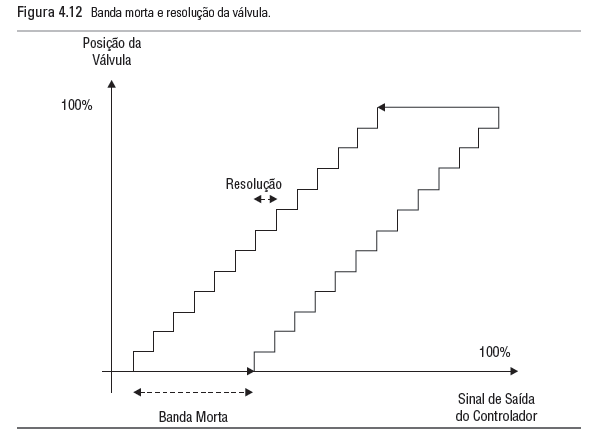 Figura 4.12 Banda morta e resolução da válvula.
Posição da
Válvula
100%
Resolução
100%
Banda Morta
Sinal de Saída
do Controlador